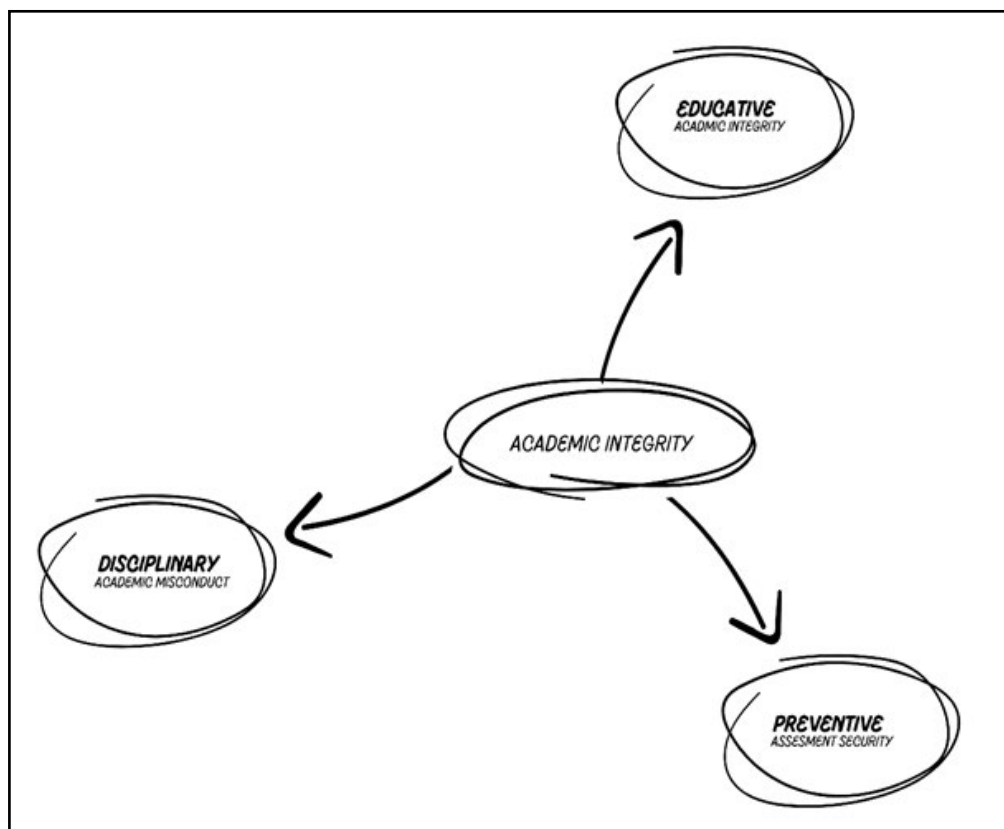 EDUCATIVE
ACADMIC INTEGRITY
ACADEMIC INTEGRITY
DISCIPLINARY
ACADEMIC MISCONDUCT
PREVENTIVE
ASSESMENT SECURITY